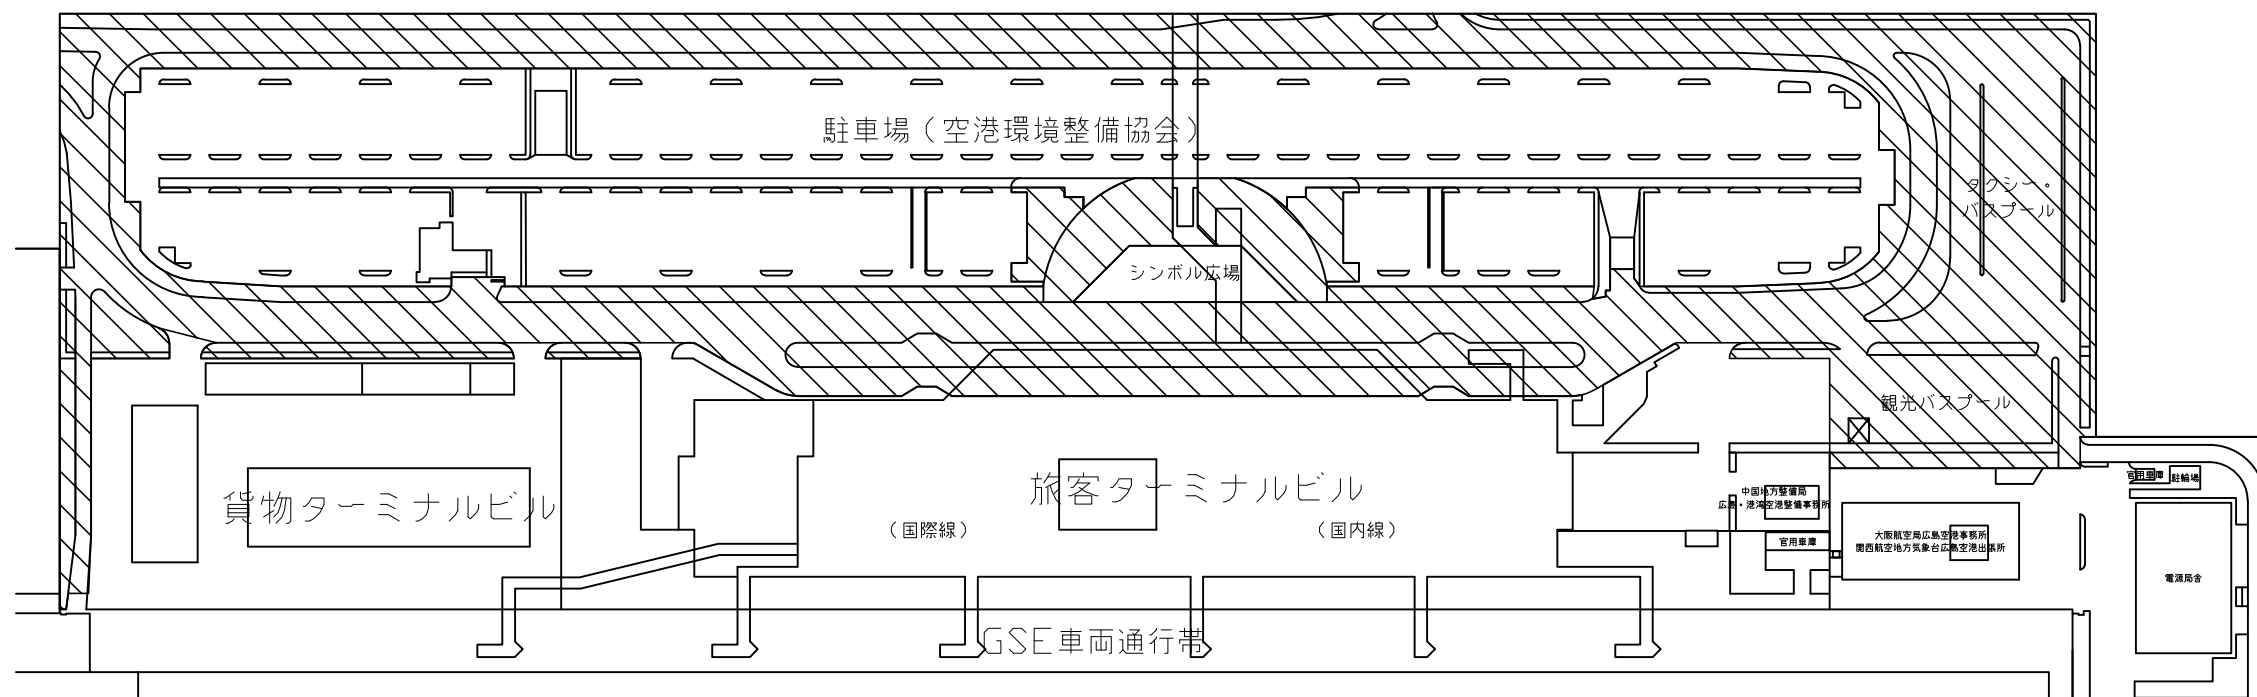 駐車場（空港環境整備協会）
タクシー・
バスプール
シンボル広場
観光バスプール
貨物ターミナルビル
旅客ターミナルビル
（国際線）
（国内線）
中国地方整備局
広島・港湾空港整備事務所
官用車庫
駐輪場
官用車庫
大阪航空局広島空港事務所
関西航空地方気象台広島空港出張所
電源局舎
GSE車両通行帯